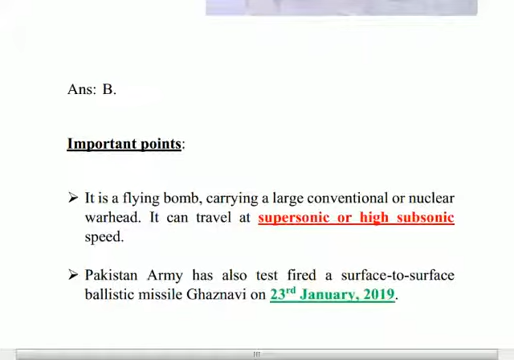 Ans: B.
Important points:
➢ It is a flying bomb, carrying a large conventional or nuclear
warhead. It can travel at supersonic or high subsonic
speed.
➢ Pakistan Army has also test fired a surface-to-surface
ballistic missile Ghaznavi on 23rd January, 2019.